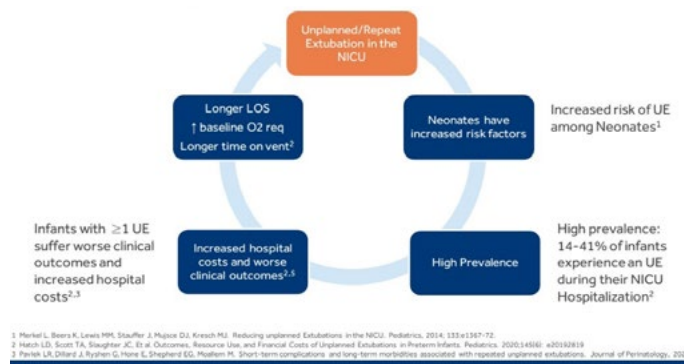 Unplanned/Repeat
Extubation in the
NICU
Longer LOS
↑ baseline O2 req
Longer time on vent2
Neonates have
increased risk factors
Increased risk of UE
among Neonates1
Infants with ≥1 UE
suffer worse clinical
outcomes and
increased hospital
costs2,3
Increased hospital
costs and worse
clinical outcomes2,5
High Prevalence
High prevalence:
14-41% of infants
experience an UE
during their NICU
Hospitalization2
1 Merkel L, Beers K, Lewis MM, Stauffer J, Mujsce DJ, Kresch MJ. Reducing unplanned Extubations in the NICU. Pediatrics, 2014; 133:e1367-72.
2 Hatch LD, Scott TA, Slaughter JC, Et al. Outcomes, Resource Use, and Financial Costs of Unplanned Extubations in Preterm Infants. Pediatrics. 2020;145(6): e20192819
3 Pavlek LR, Dillard J, Ryshen G, Hone E, Shepherd EG, Moallem M. Short-term complications and long-term morbidities associated with repeated unplanned extubations. Journal of Perinatology, 202